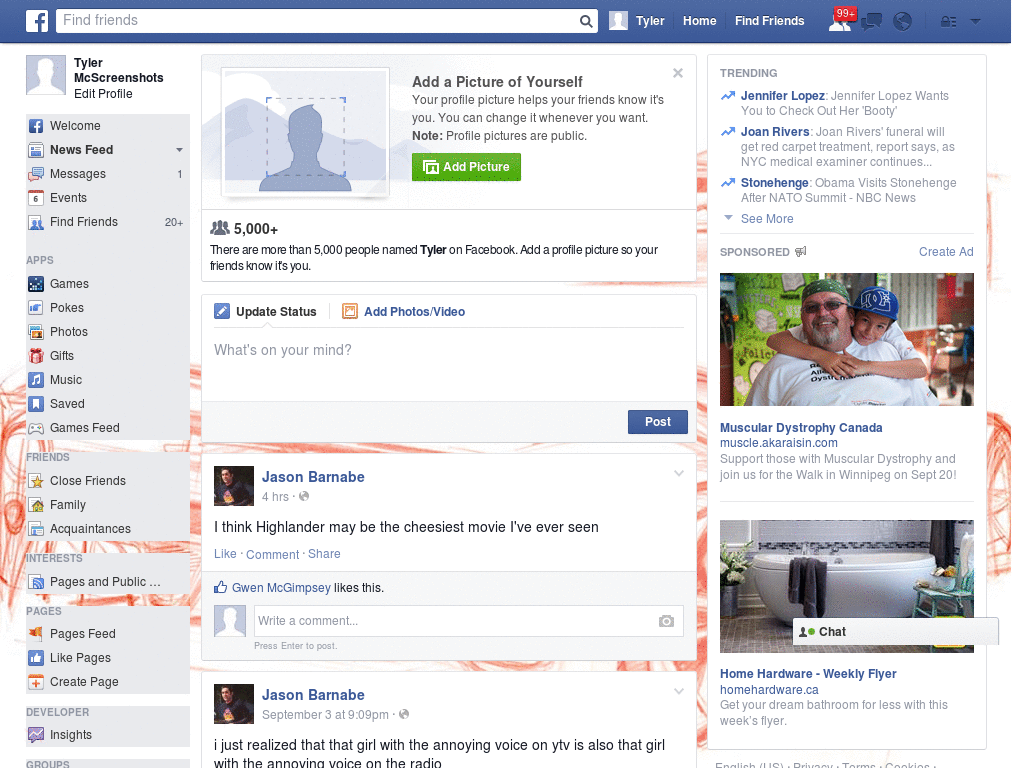 Find friends
Tyler
Home
Find Friends
99+
Tyler
McScreenshots
Edit Profile
Welcome
News Feed
Messages 1
6 Events
Find Friends 20+
APPS
Games
Pokes
Photos
Gifts
Music
Saved
Games Feed
FRIENDS
Close Friends
Family
Acquaintances
INTERESTS
Pages and Public ...
PAGES
Pages Feed
Like Pages
Create Page
DEVELOPER
Insights
GROUPS
Add a Picture of Yourself
Your profile picture helps your friends know it's
you. You can change it whenever you want.
Note: Profile pictures are public.
Add Picture
5,000+
There are more than 5,000 people named Tyler on Facebook. Add a profile picture so your
friends know it's you.
Update Status
Add Photos/Video
What's on your mind?
Post
Jason Barnabe
4 hrs ·
I think Highlander may be the cheesiest movie I've ever seen
Like · Comment · Share
Gwen McGimpsey likes this.
Write a comment...
Press Enter to post.
Jason Barnabe
September 3 at 9:09pm ·
i just realized that that girl with the annoying voice on ytv is also that girl
with the annoying voice on the radio
TRENDING
Jennifer Lopez: Jennifer Lopez Wants
You to Check Out Her 'Booty'
Joan Rivers: Joan Rivers' funeral will
get red carpet treatment, report says, as
NYC medical examiner continues...
Stonehenge: Obama Visits Stonehenge
After NATO Summit - NBC News
See More
SPONSORED
Create Ad
Muscular Dystrophy Canada
muscle.akaraisin.com
Support those with Muscular Dystrophy and
join us for the Walk in Winnipeg on Sept 20!
Chat
Home Hardware - Weekly Flyer
homehardware.ca
Get your dream bathroom for less with this
week's flyer.
English (US) · Privacy · Terms · Cookies ·